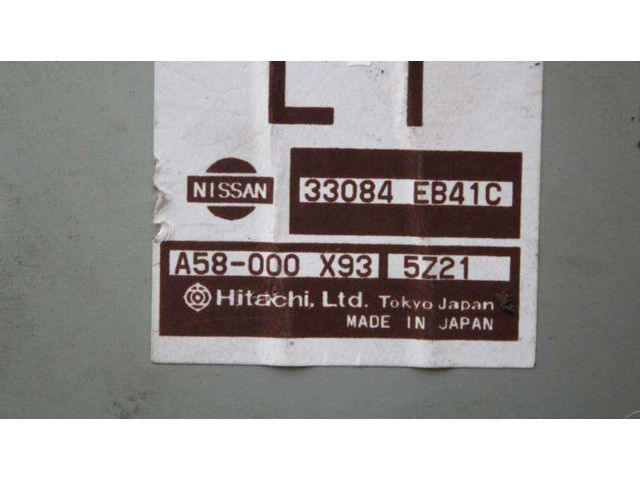 NISSAN 33084 EB41C
A58-000 X93 5Z21
Hitachi, Ltd. Tokyo Japan
MADE IN JAPAN